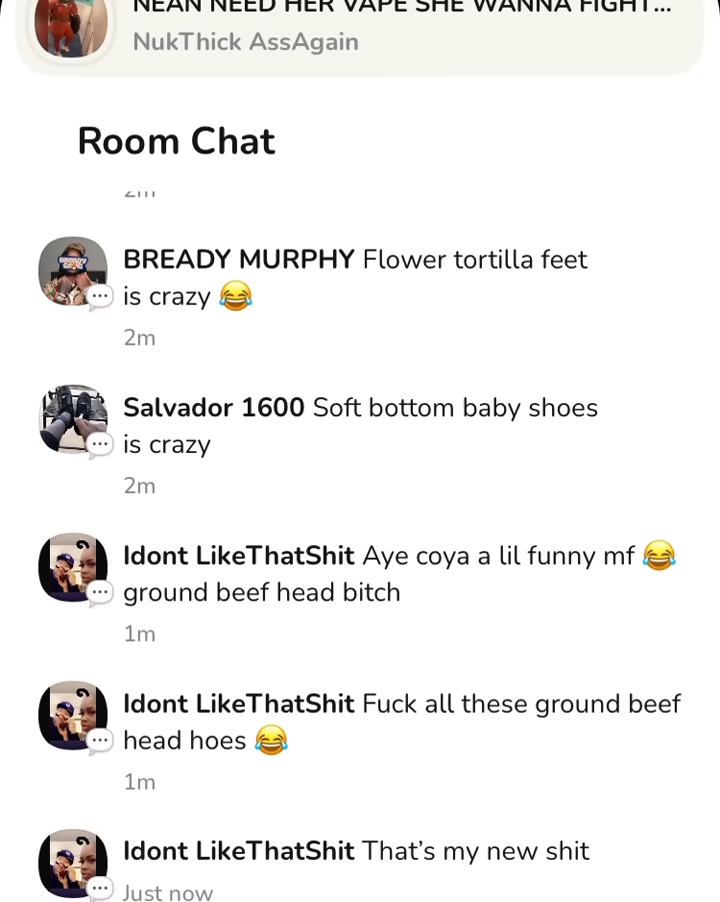 NEAN NEED HER VAPE SHE WANNA FIGHT...
NukThick AssAgain
Room Chat
2m
BREADY MURPHY Flower tortilla feet
is crazy 😂
2m
Salvador 1600 Soft bottom baby shoes
is crazy
2m
Idont LikeThatShit Aye coya a lil funny mf 😂
ground beef head bitch
1m
Idont LikeThatShit Fuck all these ground beef
head hoes 😂
1m
Idont LikeThatShit That's my new shit
Just now